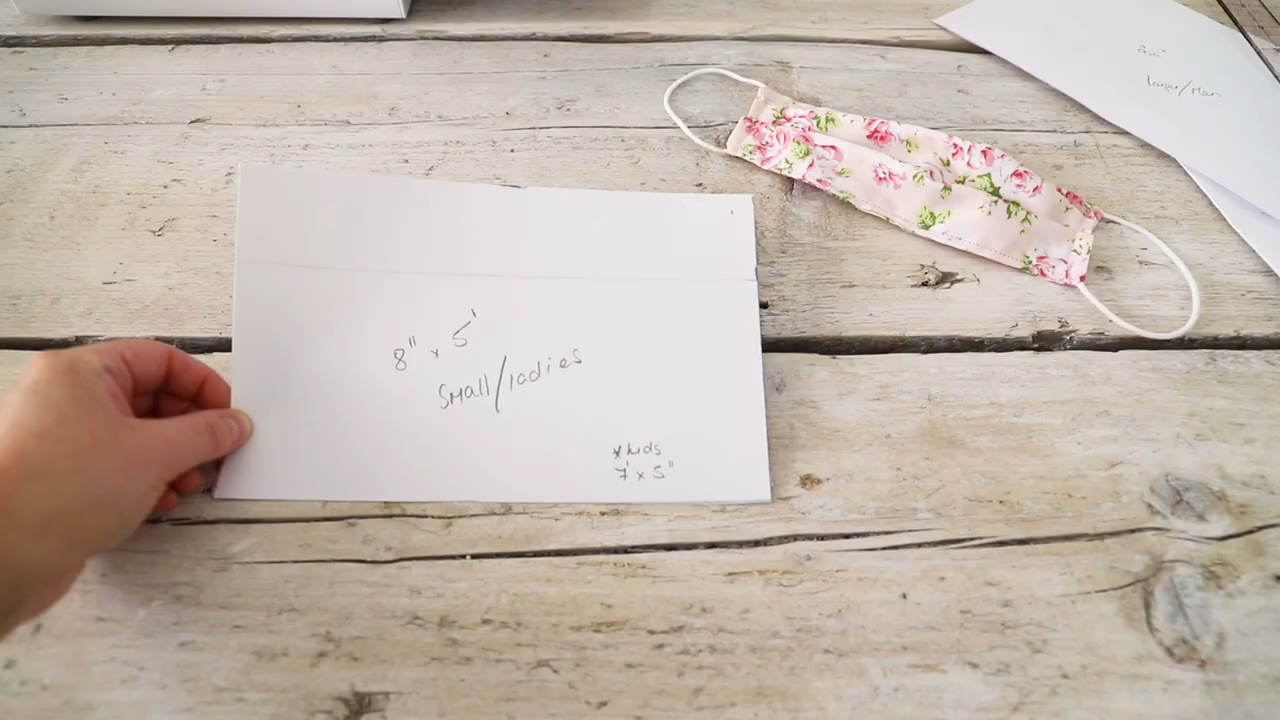 8" x 5'
Small/ladies
*kids
7' x 5"
large/Men